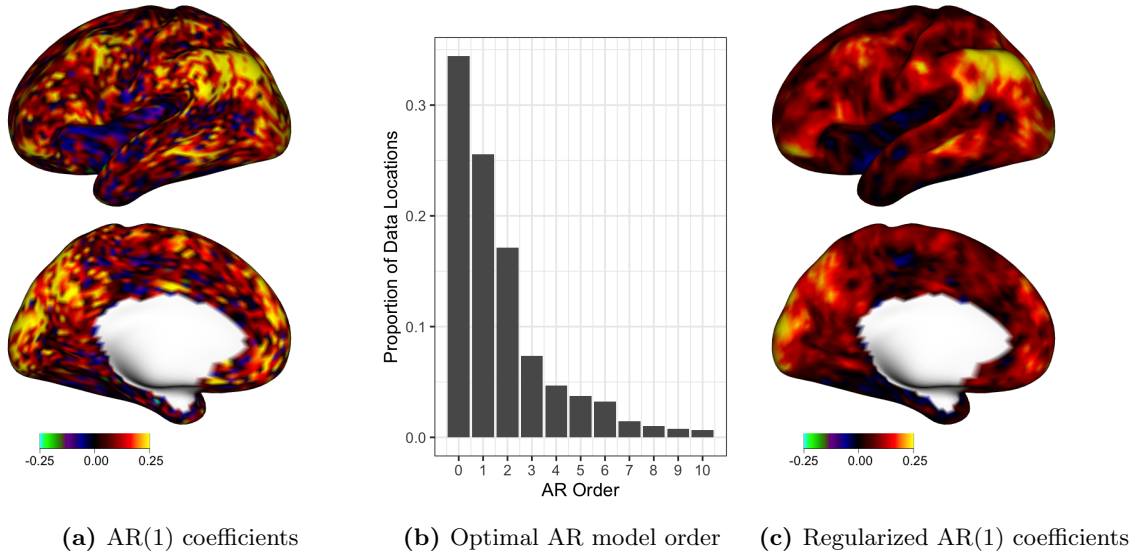 0.3
0.2
0.1
0.0
Proportion of Data Locations
0 1 2 3 4 5 6 7 8 9 10
AR Order
-0.25 0.00 0.25
-0.25 0.00 0.25
(a) AR(1) coefficients
(b) Optimal AR model order
(c) Regularized AR(1) coefficients